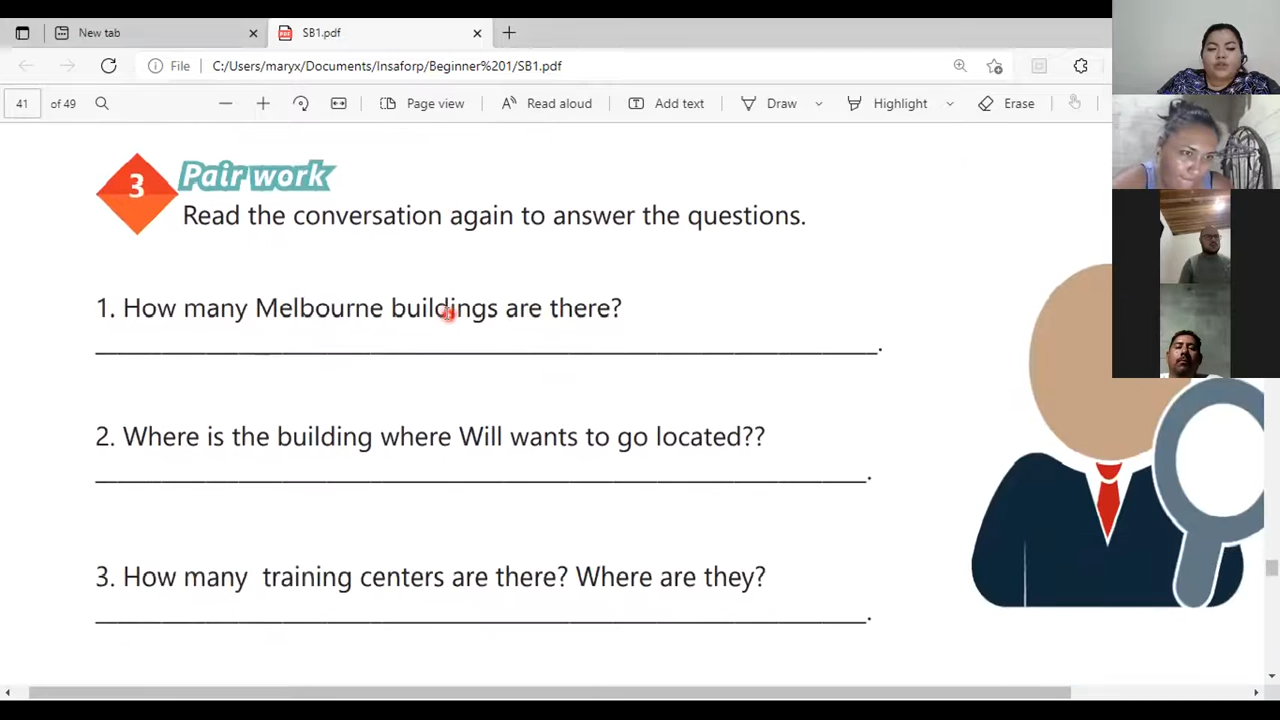 New tab
SB1.pdf
File
C:/Users/maryx/Documents/Insaforp/Beginner%201/SB1.pdf
41 of 49
Page view
Read aloud
Add text
Draw
Highlight
Erase
3
Pair work
Read the conversation again to answer the questions.
1. How many Melbourne buildings are there?
_______________________________________________.
2. Where is the building where Will wants to go located??
_______________________________________________.
3. How many training centers are there? Where are they?
_______________________________________________.